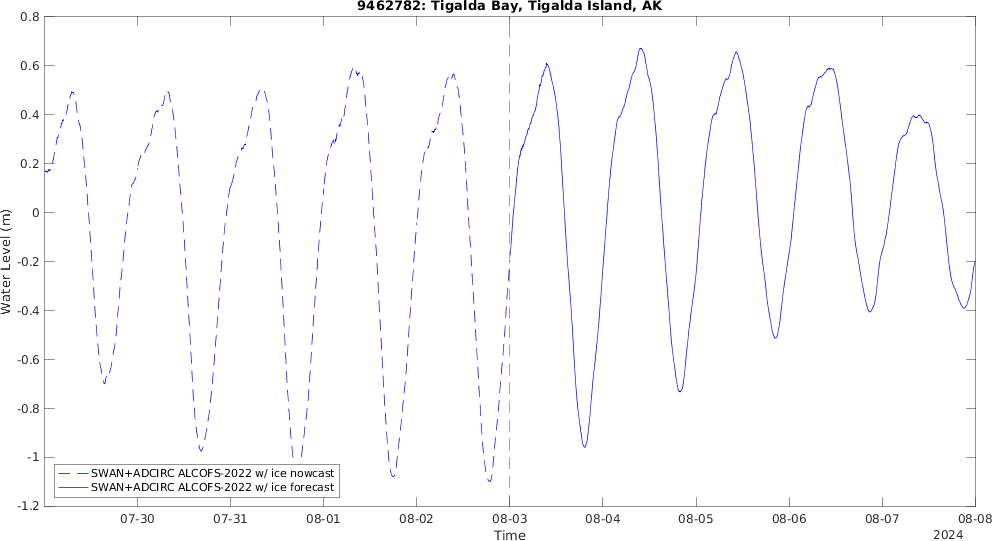 9462782: Tigalda Bay, Tigalda Island, AK
0.8
0.6
0.4
0.2
0
-0.2
-0.4
-0.6
-0.8
-1
-1.2
Water Level (m)
SWAN+ADCIRC ALCOFS-2022 w/ ice nowcast
SWAN+ADCIRC ALCOFS-2022 w/ ice forecast
07-30 07-31 08-01 08-02 08-03 08-04 08-05 08-06 08-07 08-08
Time
2024